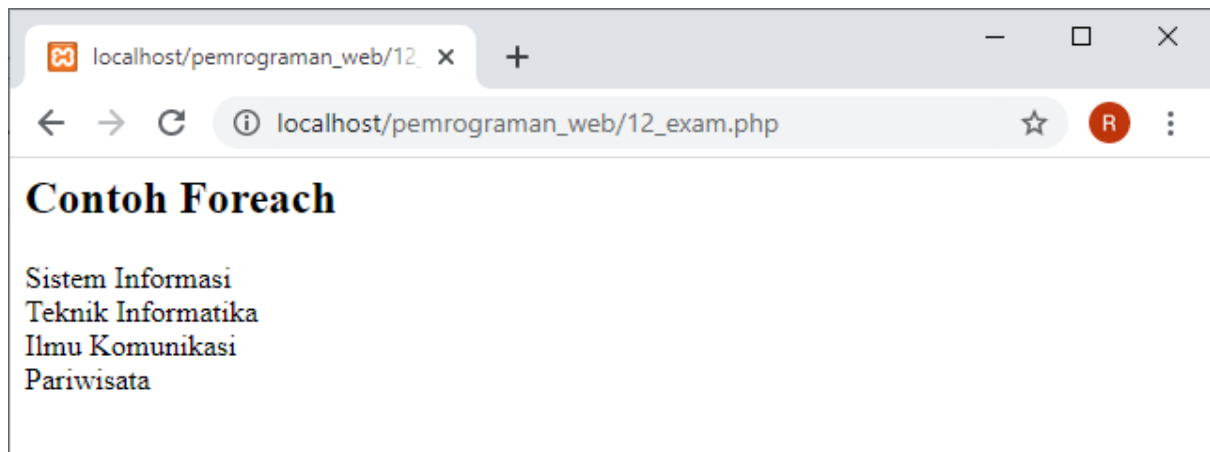 localhost/pemrograman_web/12_
localhost/pemrograman_web/12_exam.php
R
Contoh Foreach
Sistem Informasi
Teknik Informatika
Ilmu Komunikasi
Pariwisata